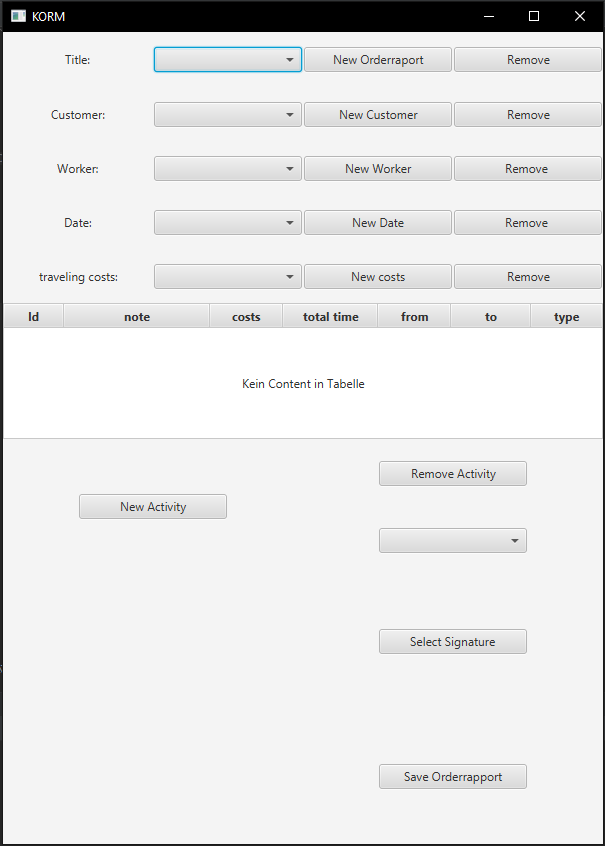 KORM
Title: New Orderraport Remove
Customer: New Customer Remove
Worker: New Worker Remove
Date: New Date Remove
traveling costs: New costs Remove
Id note costs total time from to type
Kein Content in Tabelle
Remove Activity
New Activity
Select Signature
Save Orderrapport